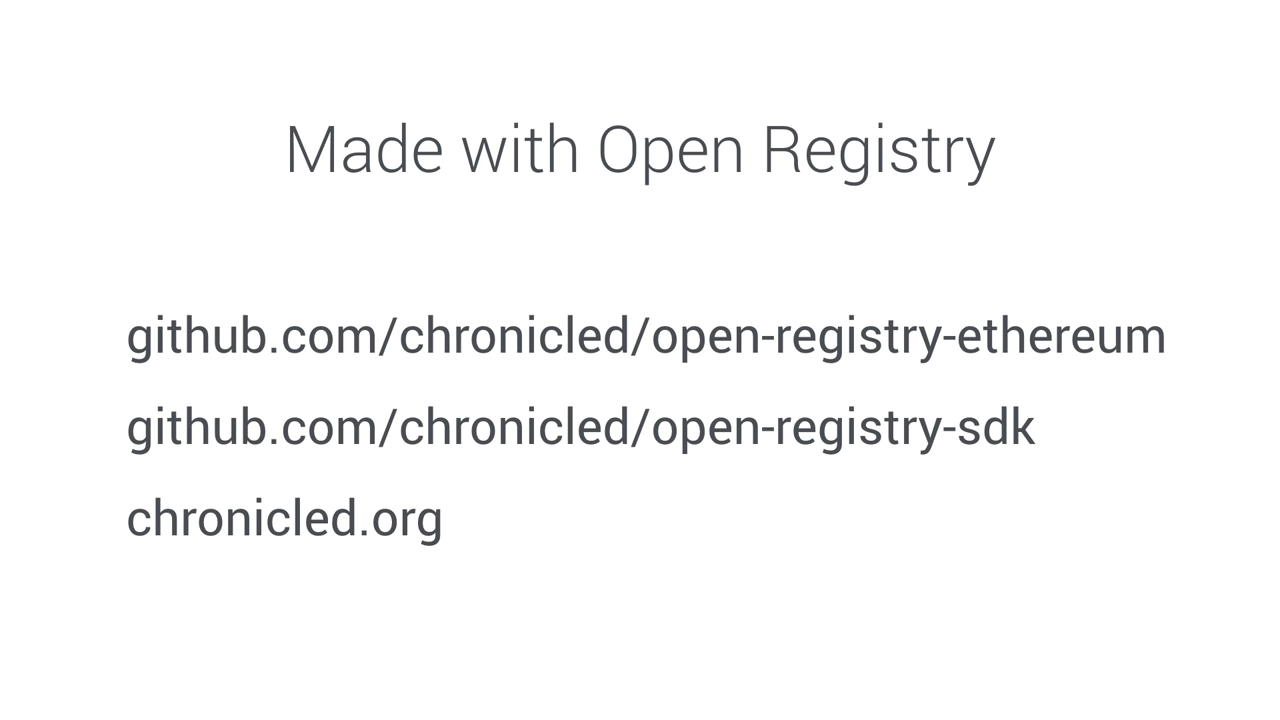 Made with Open Registry
github.com/chronicled/open-registry-ethereum
github.com/chronicled/open-registry-sdk
chronicled.org